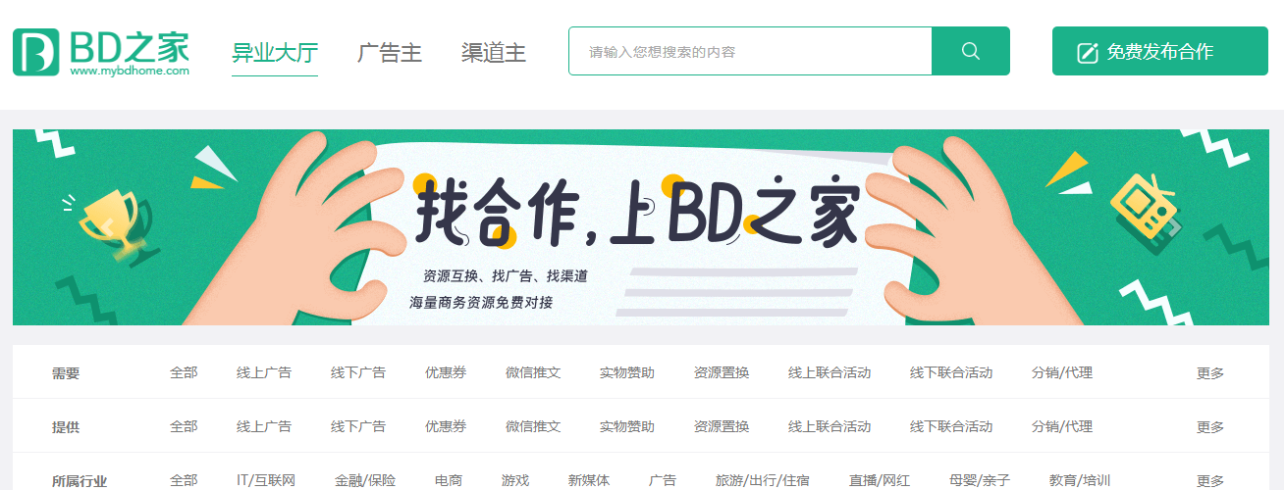 BD之家
www.mybdhome.com
异业大厅 广告主 渠道主 请输入您想搜索的内容 免费发布合作
找合作,上BD之家
资源互换、找广告、找渠道
海量商务资源免费对接
需要 全部 线上广告 线下广告 优惠券 微信推文 实物赞助 资源置换 线上联合活动 线下联合活动 分销/代理 更多
提供 全部 线上广告 线下广告 优惠券 微信推文 实物赞助 资源置换 线上联合活动 线下联合活动 分销/代理 更多
所属行业 全部 IT/互联网 金融/保险 电商 游戏 新媒体 广告 旅游/出行/住宿 直播/网红 母婴/亲子 教育/培训 更多